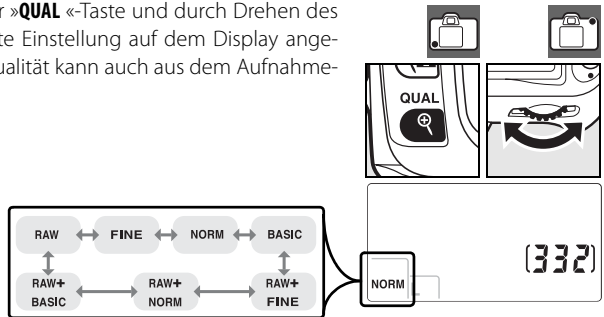 r »QUAL «-Taste und durch Drehen des
te Einstellung auf dem Display ange-
ualität kann auch aus dem Aufnahme-
QUAL
RAW FINE NORM BASIC
RAW+ BASIC RAW+ NORM RAW+ FINE
NORM
(332)